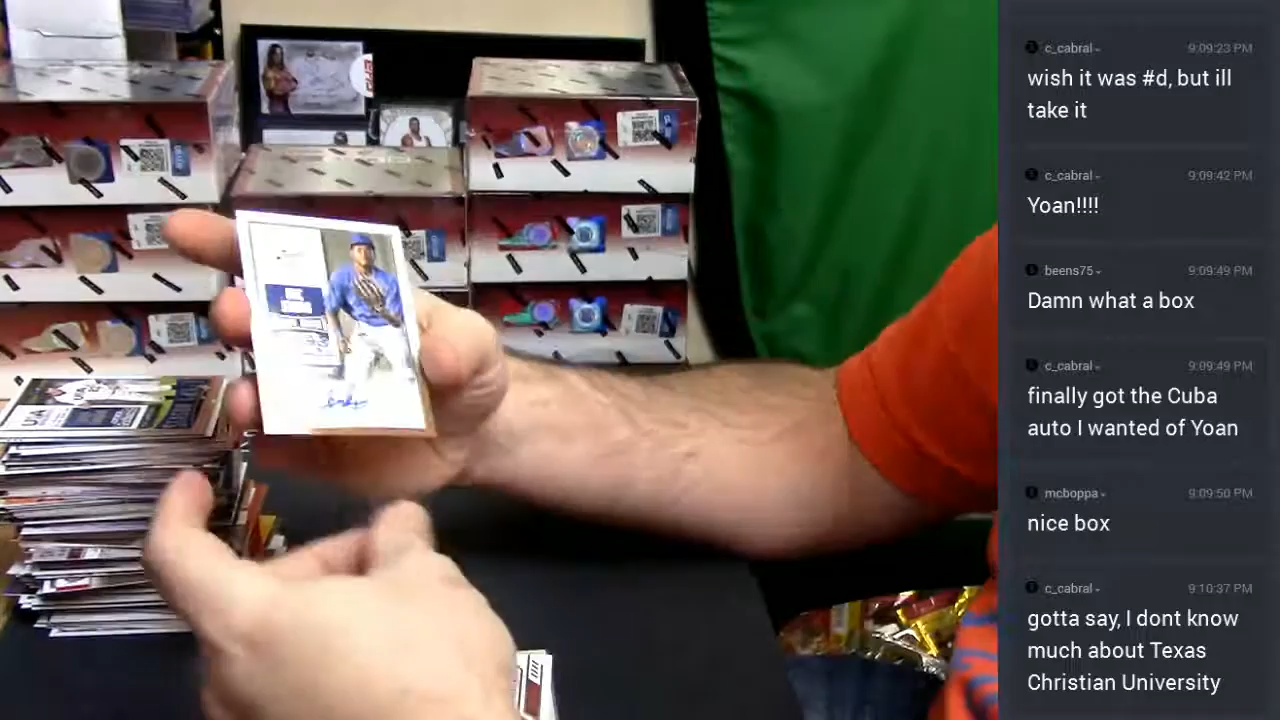 c_cabral
9:09:23 PM
wish it was #d, but ill
take it
c_cabral
9:09:42 PM
Yoan!!!!
beens75
9:09:49 PM
Damn what a box
c_cabral
9:09:49 PM
finally got the Cuba
auto I wanted of Yoan
mcboppa
9:09:50 PM
nice box
c_cabral
9:10:37 PM
gotta say, I dont know
much about Texas
Christian University